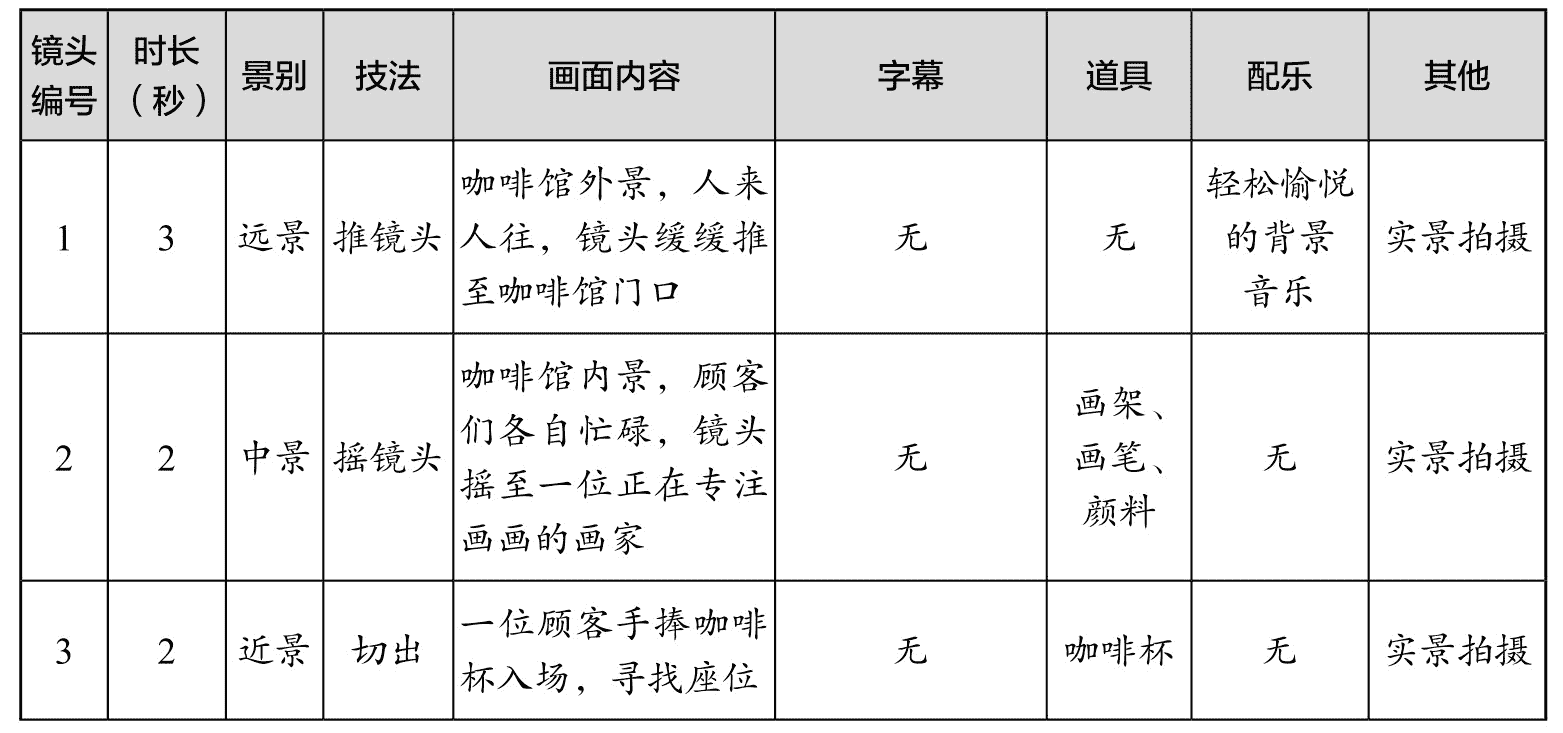 镜头编号 时长（秒） 景别 技法 画面内容 字幕 道具 配乐 其他
1 3 远景 推镜头 咖啡馆外景，人来人往，镜头缓缓推至咖啡馆门口 无 无 轻松愉悦的背景音乐 实景拍摄
2 2 中景 摇镜头 咖啡馆内景，顾客们各自忙碌，镜头摇至一位正在专注画画的画家 无 画架、画笔、颜料 无 实景拍摄
3 2 近景 切出 一位顾客手捧咖啡杯入场，寻找座位 无 咖啡杯 无 实景拍摄